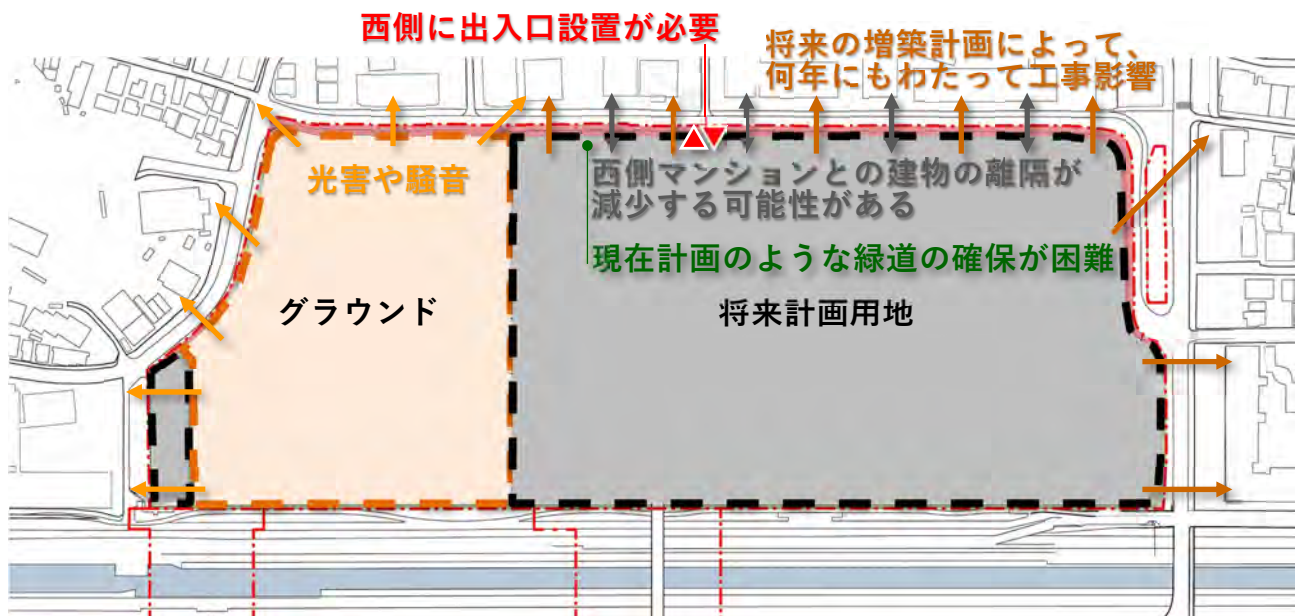 西側に出入口設置が必要
将来の増築計画によって、
何年にもわたって工事影響
光害や騒音
西側マンションとの建物の離隔が
減少する可能性がある
現在計画のような緑道の確保が困難
グラウンド
将来計画用地